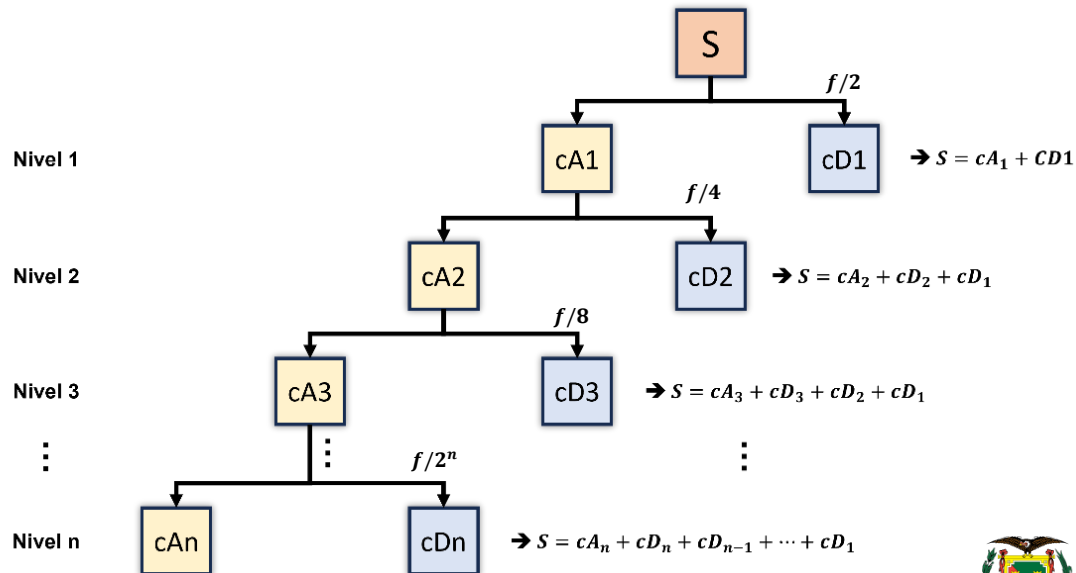 S
f/2
Nivel 1 cA1 cD1 ➔ S = cA₁ + CD1
f/4
Nivel 2 cA2 cD2 ➔ S = cA₂ + cD₂ + cD₁
f/8
Nivel 3 cA3 cD3 ➔ S = cA₃ + cD₃ + cD₂ + cD₁
⋮ ⋮ ⋮
f/2ⁿ
Nivel n cAn cDn ➔ S = cAₙ + cDₙ + cDₙ₋₁ + ⋯ + cD₁